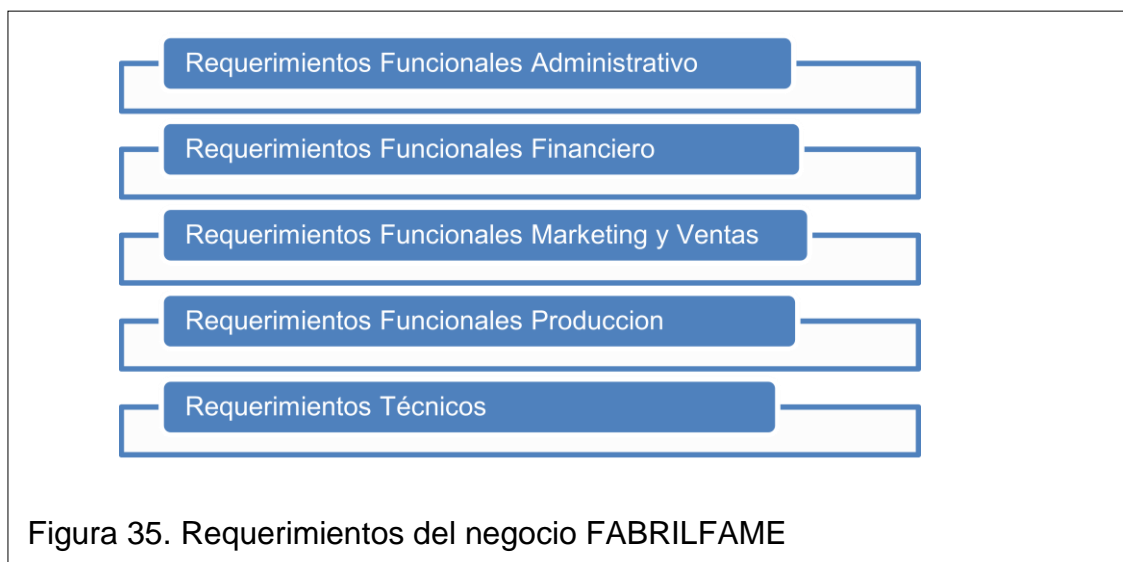 Requerimientos Funcionales Administrativo
Requerimientos Funcionales Financiero
Requerimientos Funcionales Marketing y Ventas
Requerimientos Funcionales Produccion
Requerimientos Técnicos
Figura 35. Requerimientos del negocio FABRILFAME